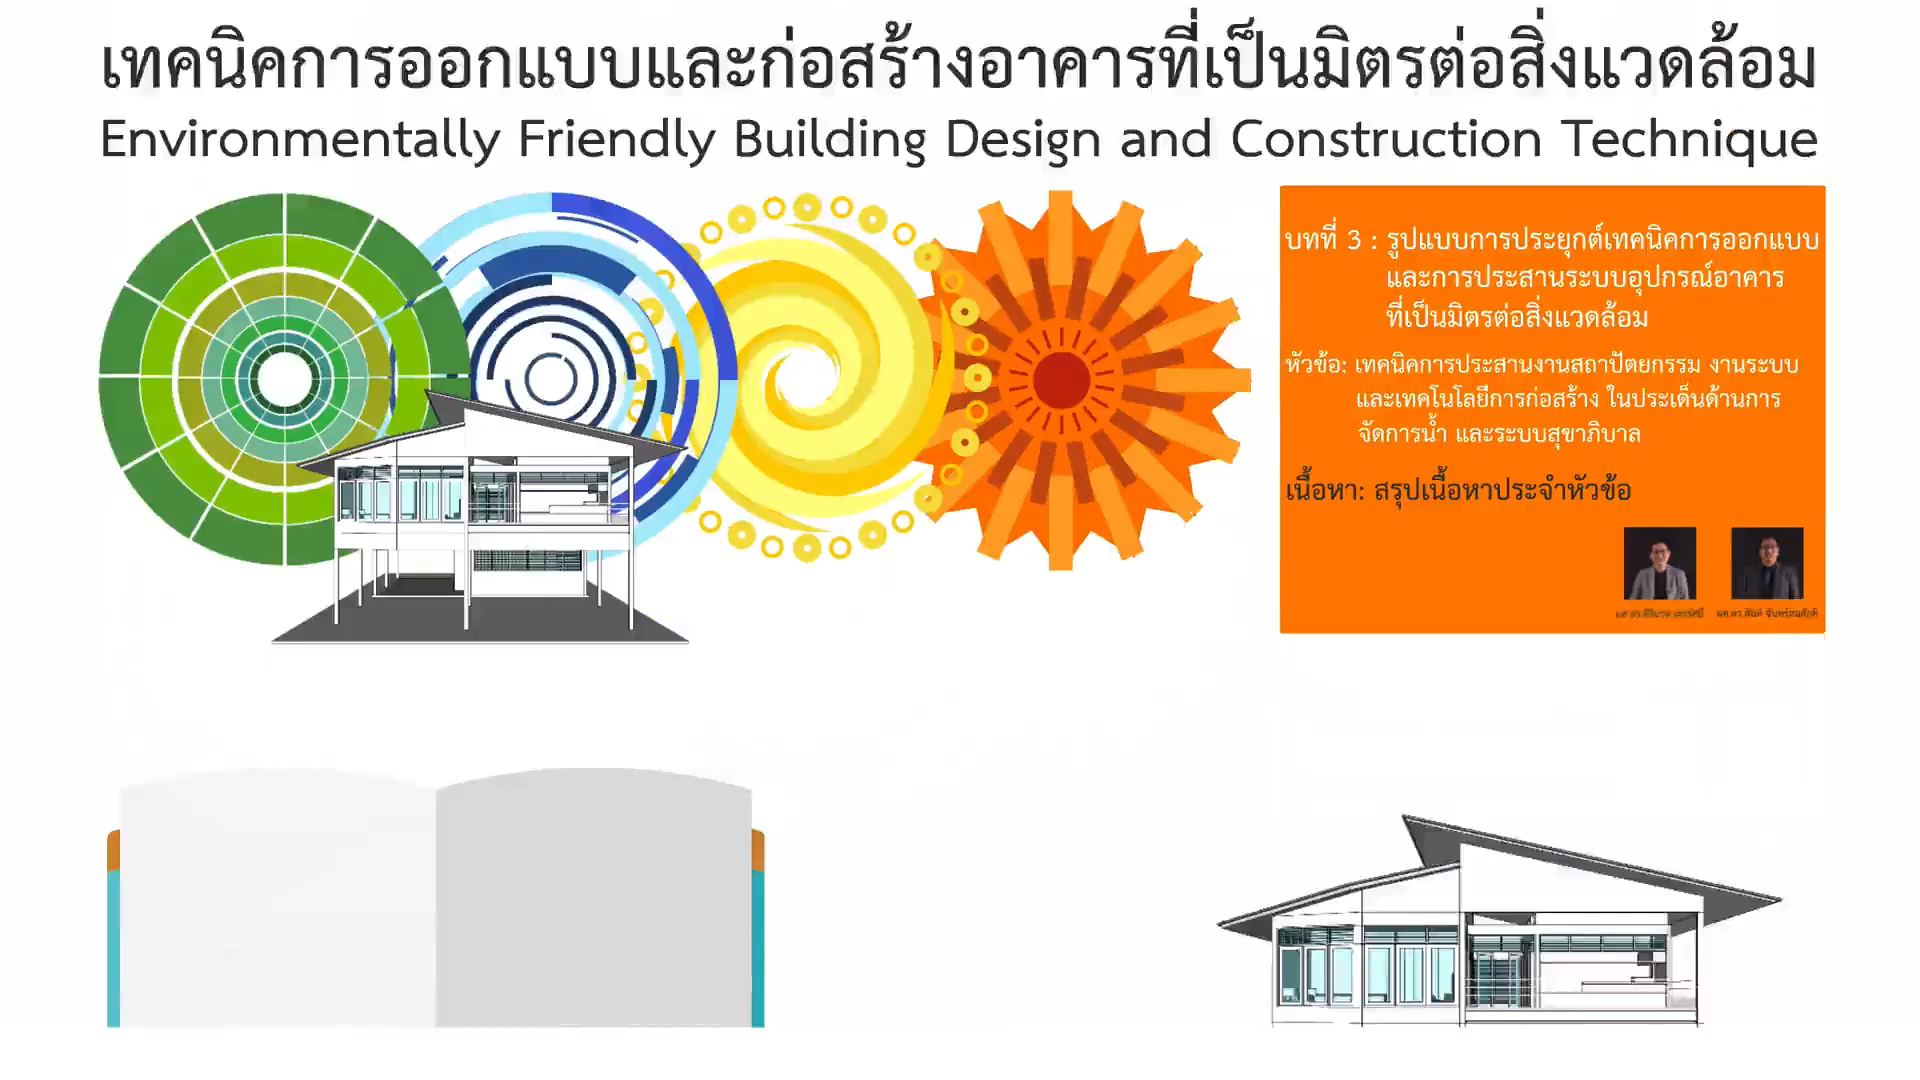 เทคนิคการออกแบบและก่อสร้างอาคารที่เป็นมิตรต่อสิ่งแวดล้อม
Environmentally Friendly Building Design and Construction Technique
บทที่ 3 : รูปแบบการประยุกต์เทคนิคการออกแบบ
และการประสานระบบอุปกรณ์อาคาร
ที่เป็นมิตรต่อสิ่งแวดล้อม
หัวข้อ: เทคนิคการประสานงานสถาปัตยกรรม งานระบบ
และเทคโนโลยีการก่อสร้าง ในประเด็นด้านการ
จัดการน้ำ และระบบสุขาภิบาล
เนื้อหา: สรุปเนื้อหาประจำหัวข้อ